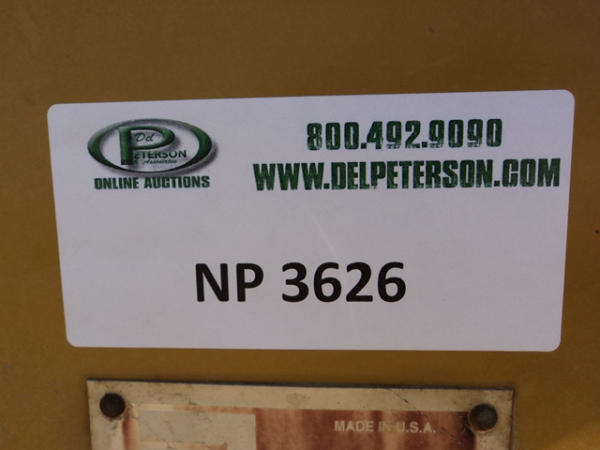 Del
PETERSON
Associates
ONLINE AUCTIONS
800.492.9090
WWW.DELPETERSON.COM
NP 3626
MADE IN U.S.A.